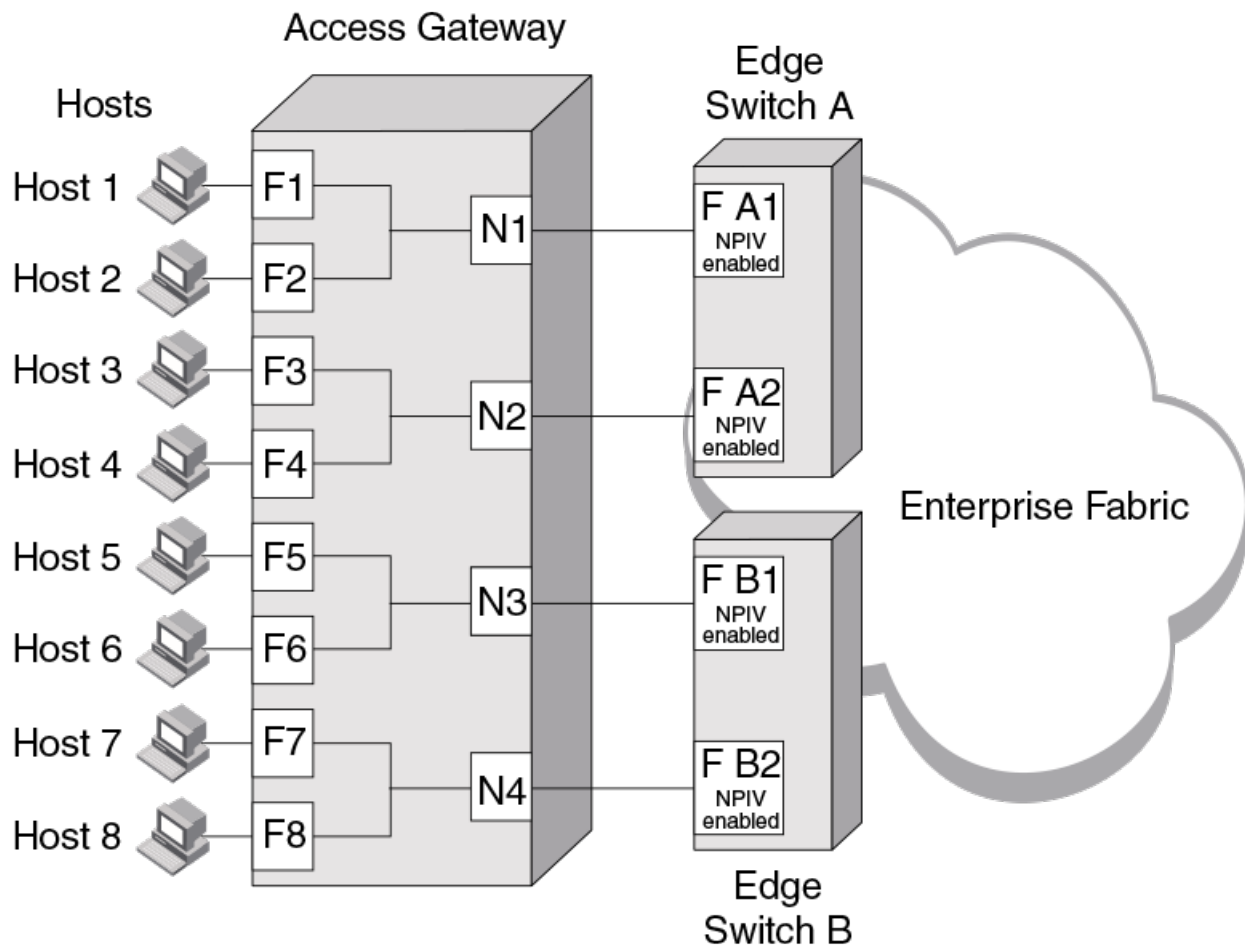 Access Gateway
Edge
Switch A
Hosts
Host 1
F1
Host 2
F2
N1
F A1
NPIV
enabled
Host 3
F3
Host 4
F4
N2
F A2
NPIV
enabled
Enterprise Fabric
Host 5
F5
Host 6
F6
N3
F B1
NPIV
enabled
Host 7
F7
Host 8
F8
N4
F B2
NPIV
enabled
Edge
Switch B